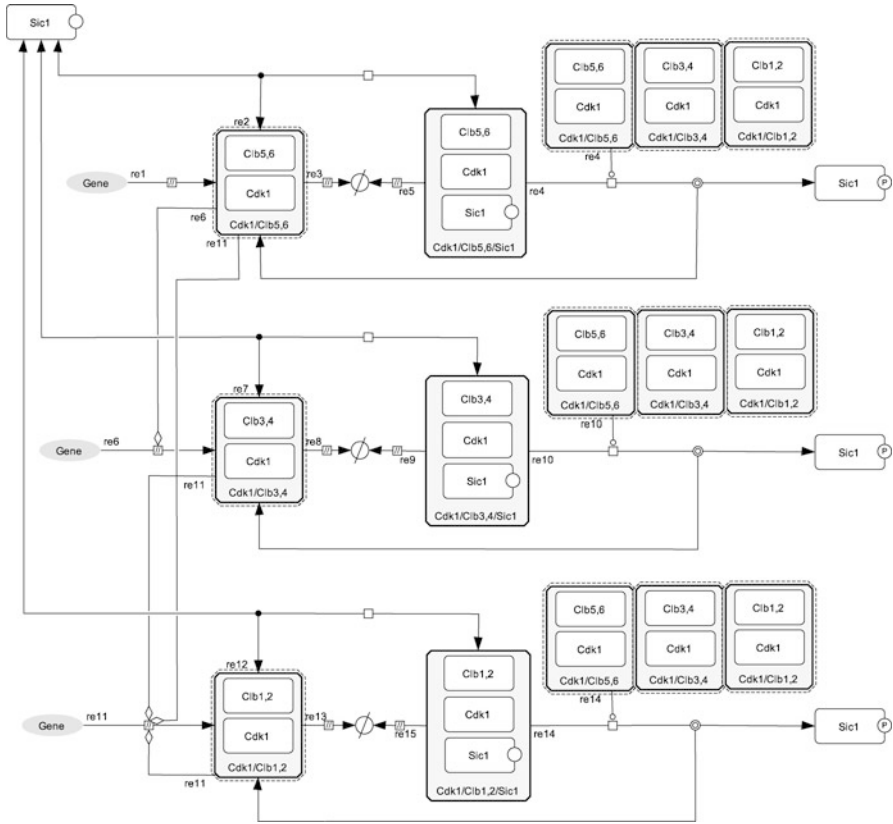 Sic1
re2
Clb5,6
Cdk1
Cdk1/Clb5,6
Clb5,6
Cdk1
Sic1
Cdk1/Clb5,6/Sic1
Clb5,6
Cdk1
Cdk1/Clb5,6
Clb3,4
Cdk1
Cdk1/Clb3,4
Clb1,2
Cdk1
Cdk1/Clb1,2
re4
Gene
re1
re3
re5
re4
Sic1
P
re6
re11
re7
Clb3,4
Cdk1
Cdk1/Clb3,4
Clb3,4
Cdk1
Sic1
Cdk1/Clb3,4/Sic1
Clb5,6
Cdk1
Cdk1/Clb5,6
Clb3,4
Cdk1
Cdk1/Clb3,4
Clb1,2
Cdk1
Cdk1/Clb1,2
re10
Gene
re6
re8
re9
re10
Sic1
P
re11
re12
Clb1,2
Cdk1
Cdk1/Clb1,2
Clb1,2
Cdk1
Sic1
Cdk1/Clb1,2/Sic1
Clb5,6
Cdk1
Cdk1/Clb5,6
Clb3,4
Cdk1
Cdk1/Clb3,4
Clb1,2
Cdk1
Cdk1/Clb1,2
re14
Gene
re11
re13
re15
re14
Sic1
P
re11